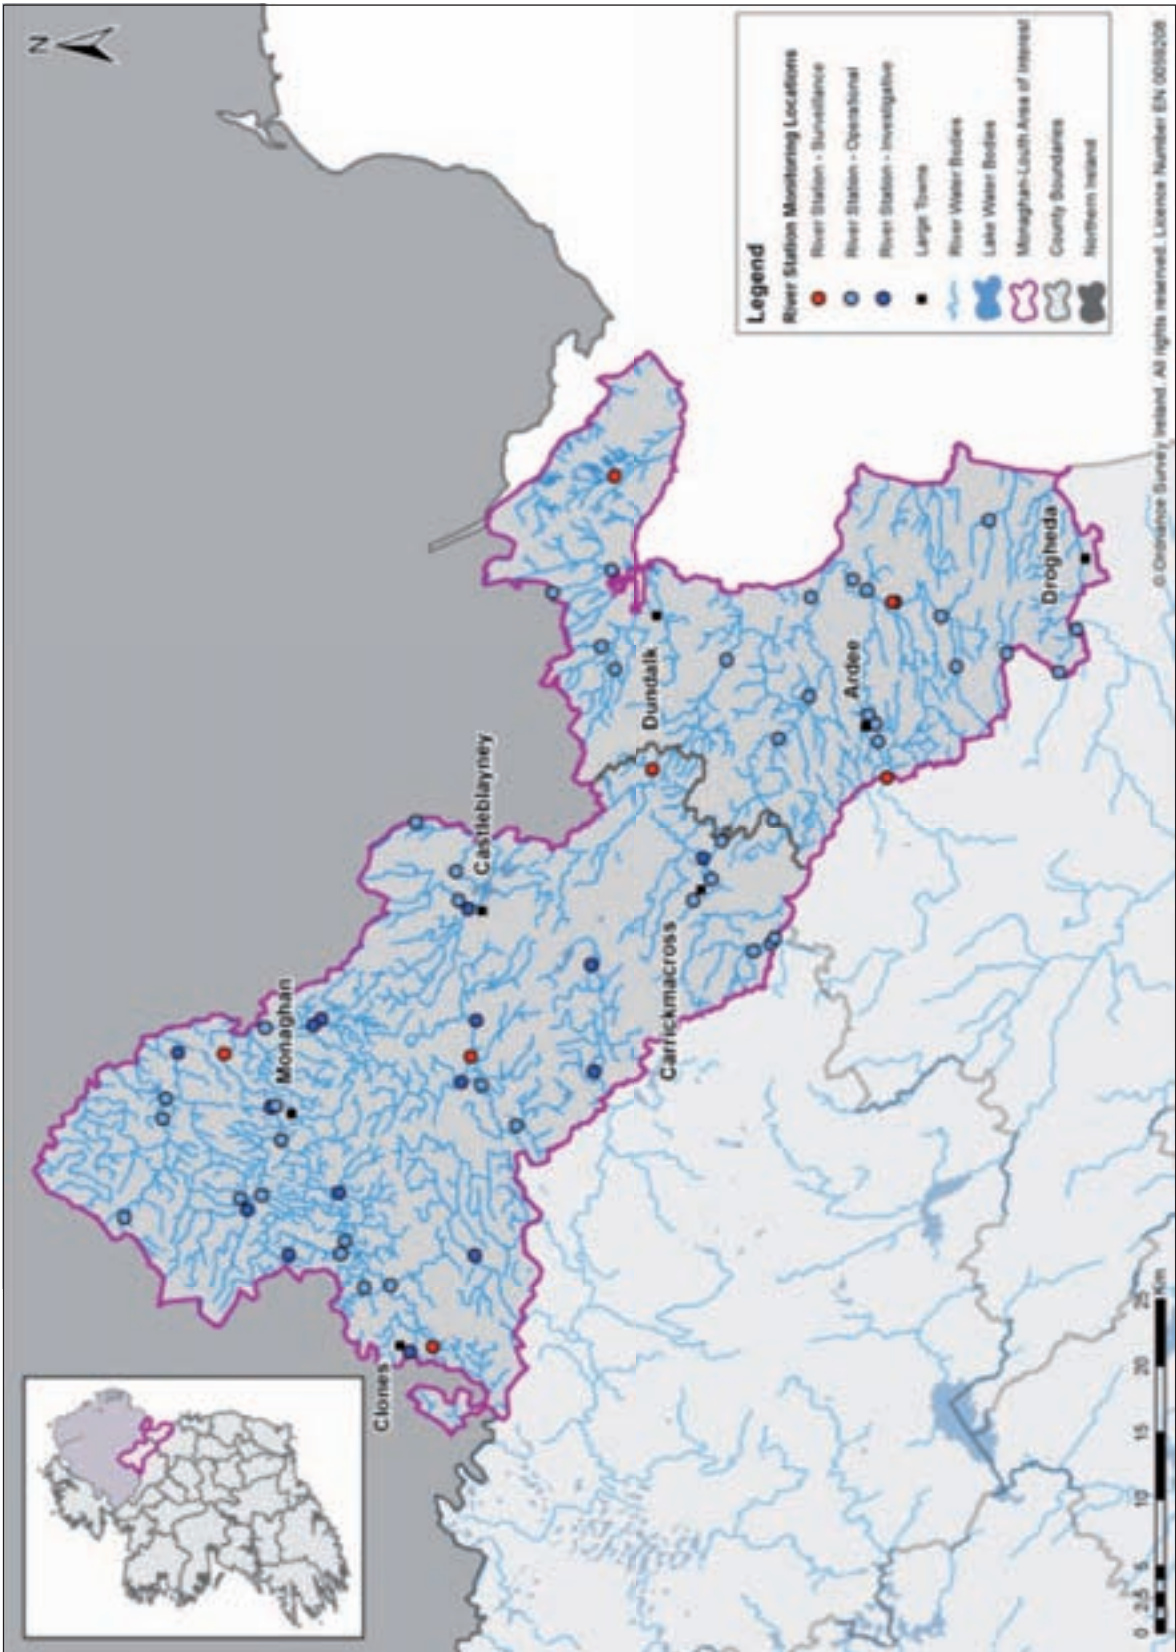 N
Monaghan
Clones
Castleblayney
Carrickmacross
Dundalk
Ardee
Drogheda
Legend
River Station Monitoring Locations
River Station - Surveillance
River Station - Operational
River Station - Investigative
Large Towns
River Water Bodies
Lake Water Bodies
Monaghan-Louth Area of Interest
County Boundaries
Northern Ireland
0 2.5 5 10 15 20 25 Km
© Ordnance Survey Ireland. All rights reserved. Licence Number EN 0059208